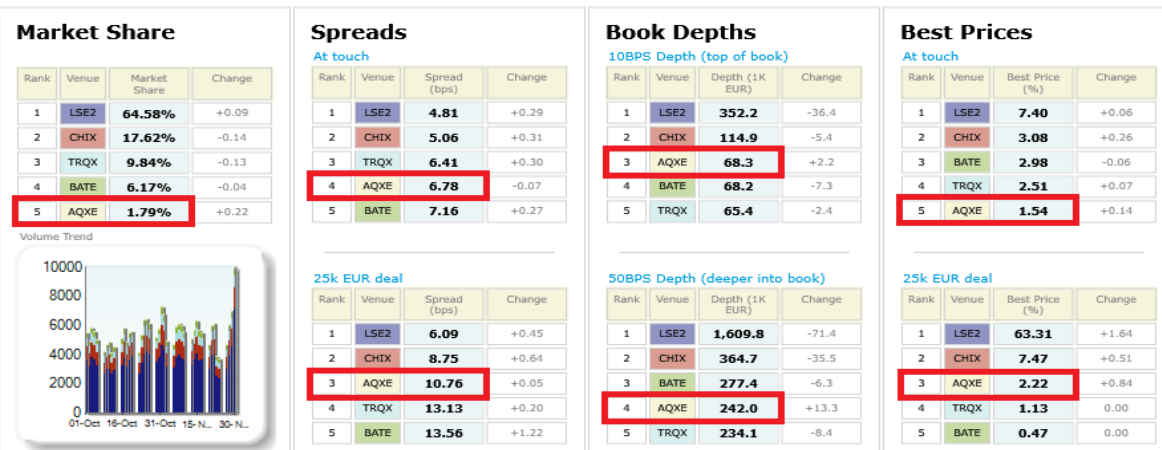 Market Share
Rank Venue Market Share Change
1 LSE2 64.58% +0.09
2 CHIX 17.62% -0.14
3 TRQX 9.84% -0.13
4 BATE 6.17% -0.04
5 AQXE 1.79% +0.22
Volume Trend
10000
8000
6000
4000
2000
0
01-Oct 16-Oct 31-Oct 15- N... 30- N...
Spreads
At touch
Rank Venue Spread (bps) Change
1 LSE2 4.81 +0.29
2 CHIX 5.06 +0.31
3 TRQX 6.41 +0.30
4 AQXE 6.78 -0.07
5 BATE 7.16 +0.27
25k EUR deal
Rank Venue Spread (bps) Change
1 LSE2 6.09 +0.45
2 CHIX 8.75 +0.64
3 AQXE 10.76 +0.05
4 TRQX 13.13 +0.20
5 BATE 13.56 +1.22
Book Depths
10BPS Depth (top of book)
Rank Venue Depth (1K EUR) Change
1 LSE2 352.2 -36.4
2 CHIX 114.9 -5.4
3 AQXE 68.3 +2.2
4 BATE 68.2 -7.3
5 TRQX 65.4 -2.4
50BPS Depth (deeper into book)
Rank Venue Depth (1K EUR) Change
1 LSE2 1,609.8 -71.4
2 CHIX 364.7 -35.5
3 BATE 277.4 -6.3
4 AQXE 242.0 +13.3
5 TRQX 234.1 -8.4
Best Prices
At touch
Rank Venue Best Price (%) Change
1 LSE2 7.40 +0.06
2 CHIX 3.08 +0.26
3 BATE 2.98 -0.06
4 TRQX 2.51 +0.07
5 AQXE 1.54 +0.14
25k EUR deal
Rank Venue Best Price (%) Change
1 LSE2 63.31 +1.64
2 CHIX 7.47 +0.51
3 AQXE 2.22 +0.84
4 TRQX 1.13 0.00
5 BATE 0.47 0.00